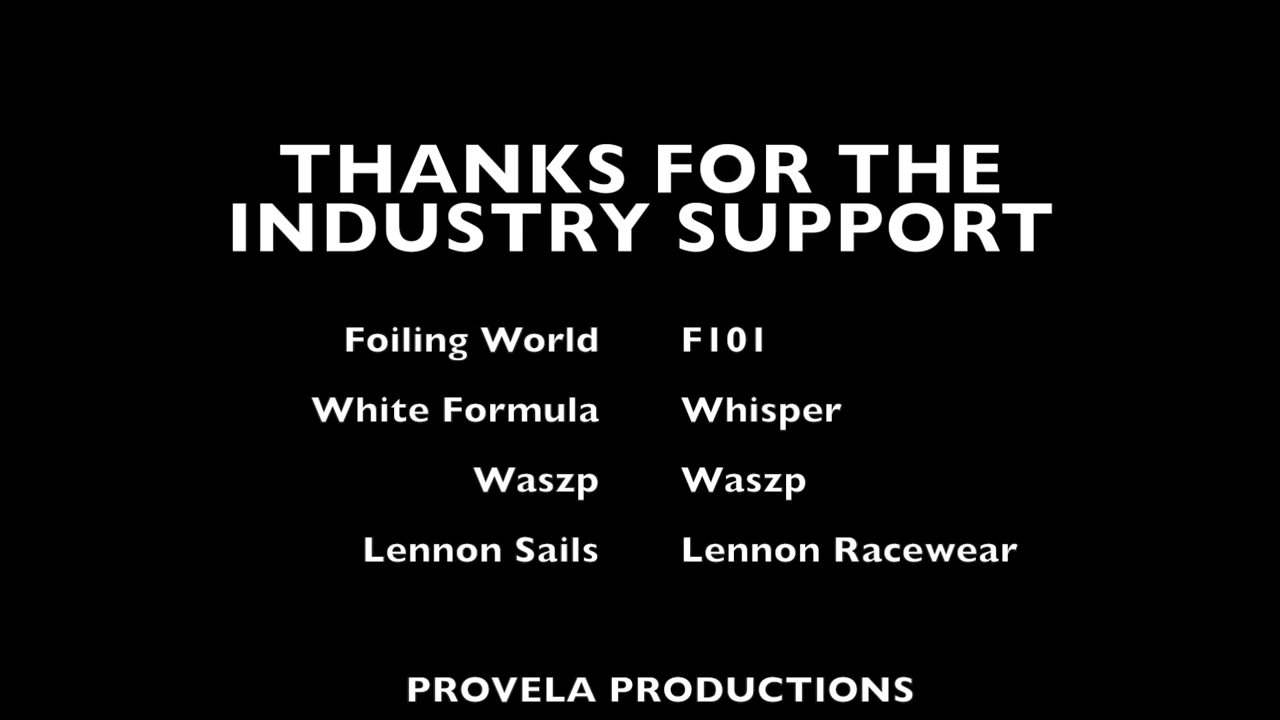 THANKS FOR THE
INDUSTRY SUPPORT
Foiling World F101
White Formula Whisper
Waszp Waszp
Lennon Sails Lennon Racewear
PROVELA PRODUCTIONS